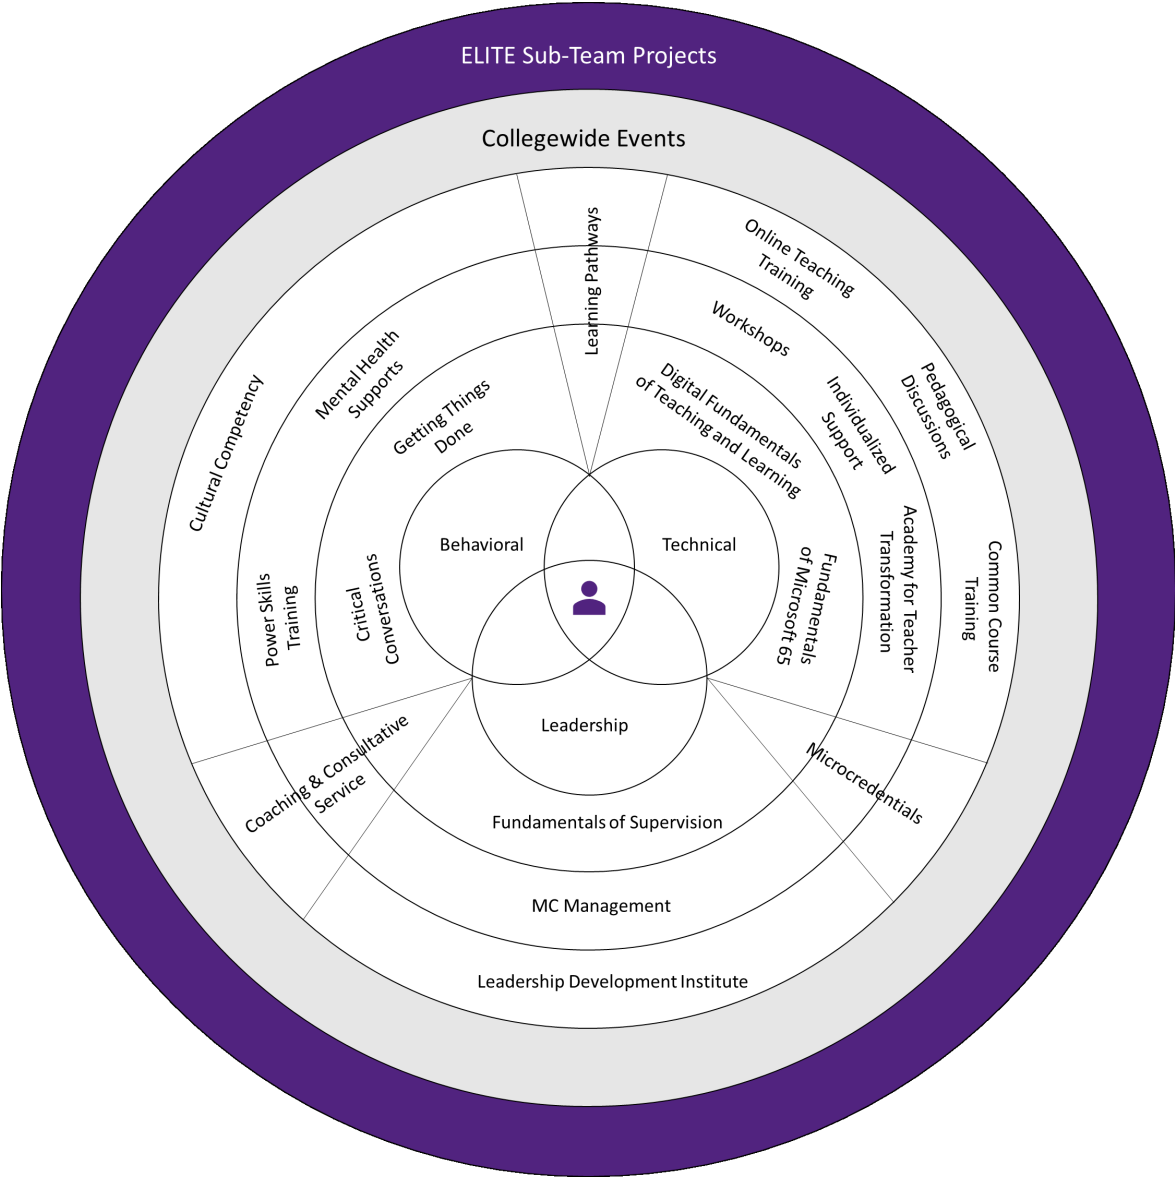 ELITE Sub-Team Projects
Collegewide Events
Learning Pathways
Online Teaching
Training
Workshops
Digital Fundamentals
of Teaching and Learning
Pedagogical
Discussions
Individualized
Support
Mental Health
Supports
Getting Things
Done
Cultural Competency
Behavioral
Technical
Power Skills
Training
Critical
Conversations
Fundamentals
of Microsoft 65
Academy for Teacher
Transformation
Common Course
Training
Leadership
Coaching & Consultative
Service
Microcredentials
Fundamentals of Supervision
MC Management
Leadership Development Institute